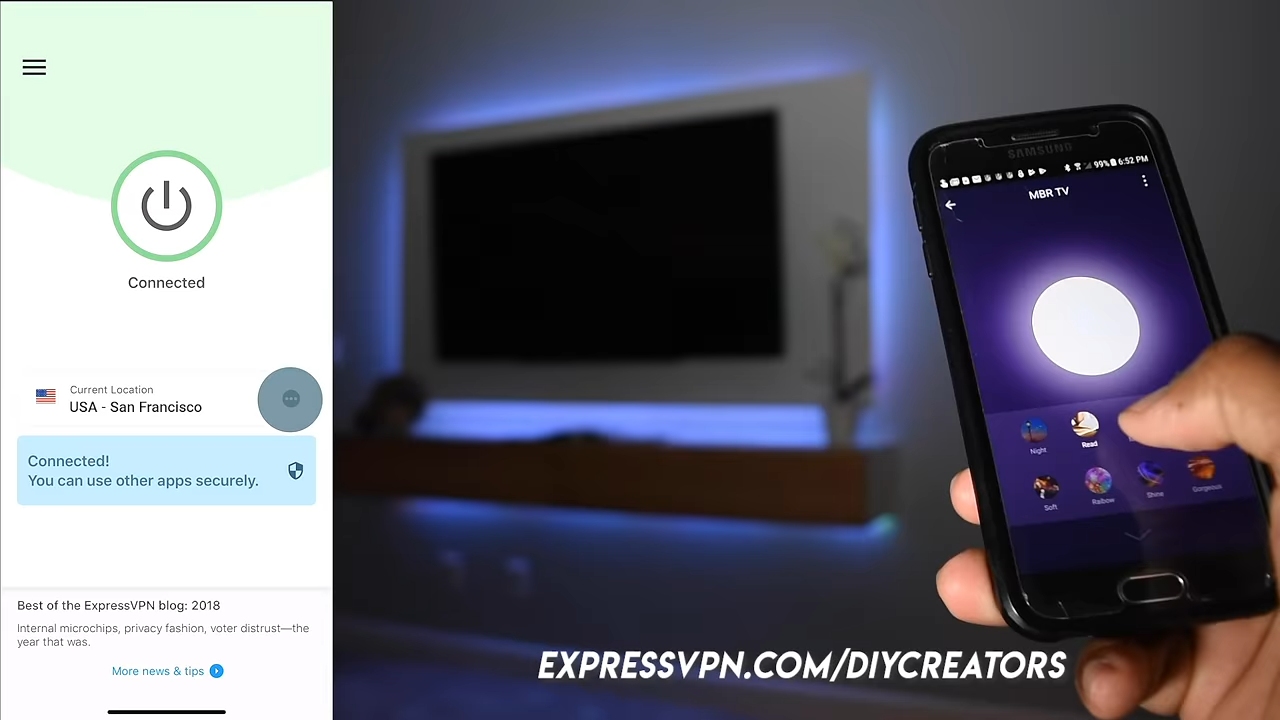 Connected
Current Location
USA - San Francisco
Connected!
You can use other apps securely.
Best of the ExpressVPN blog: 2018
Internal microchips, privacy fashion, voter distrust—the
year that was.
More news & tips
SAMSUNG
99% 6:52 PM
MBR TV
Night
Read
Soft
Raibow
Shine
Gorgeous
EXPRESSVPN.COM/DIYCREATORS